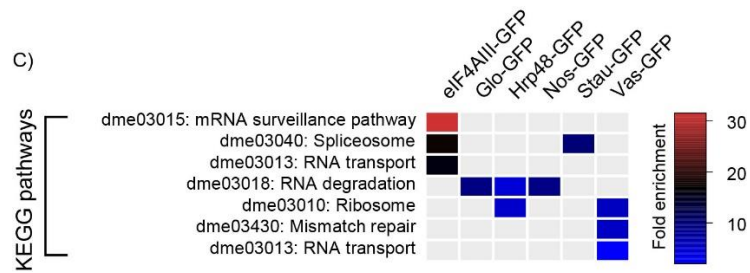 C)
eIF4AIII-GFP
Glo-GFP
Hrp48-GFP
Nos-GFP
Stau-GFP
Vas-GFP
KEGG pathways
dme03015: mRNA surveillance pathway
dme03040: Spliceosome
dme03013: RNA transport
dme03018: RNA degradation
dme03010: Ribosome
dme03430: Mismatch repair
dme03013: RNA transport
Fold enrichment
30
20
10